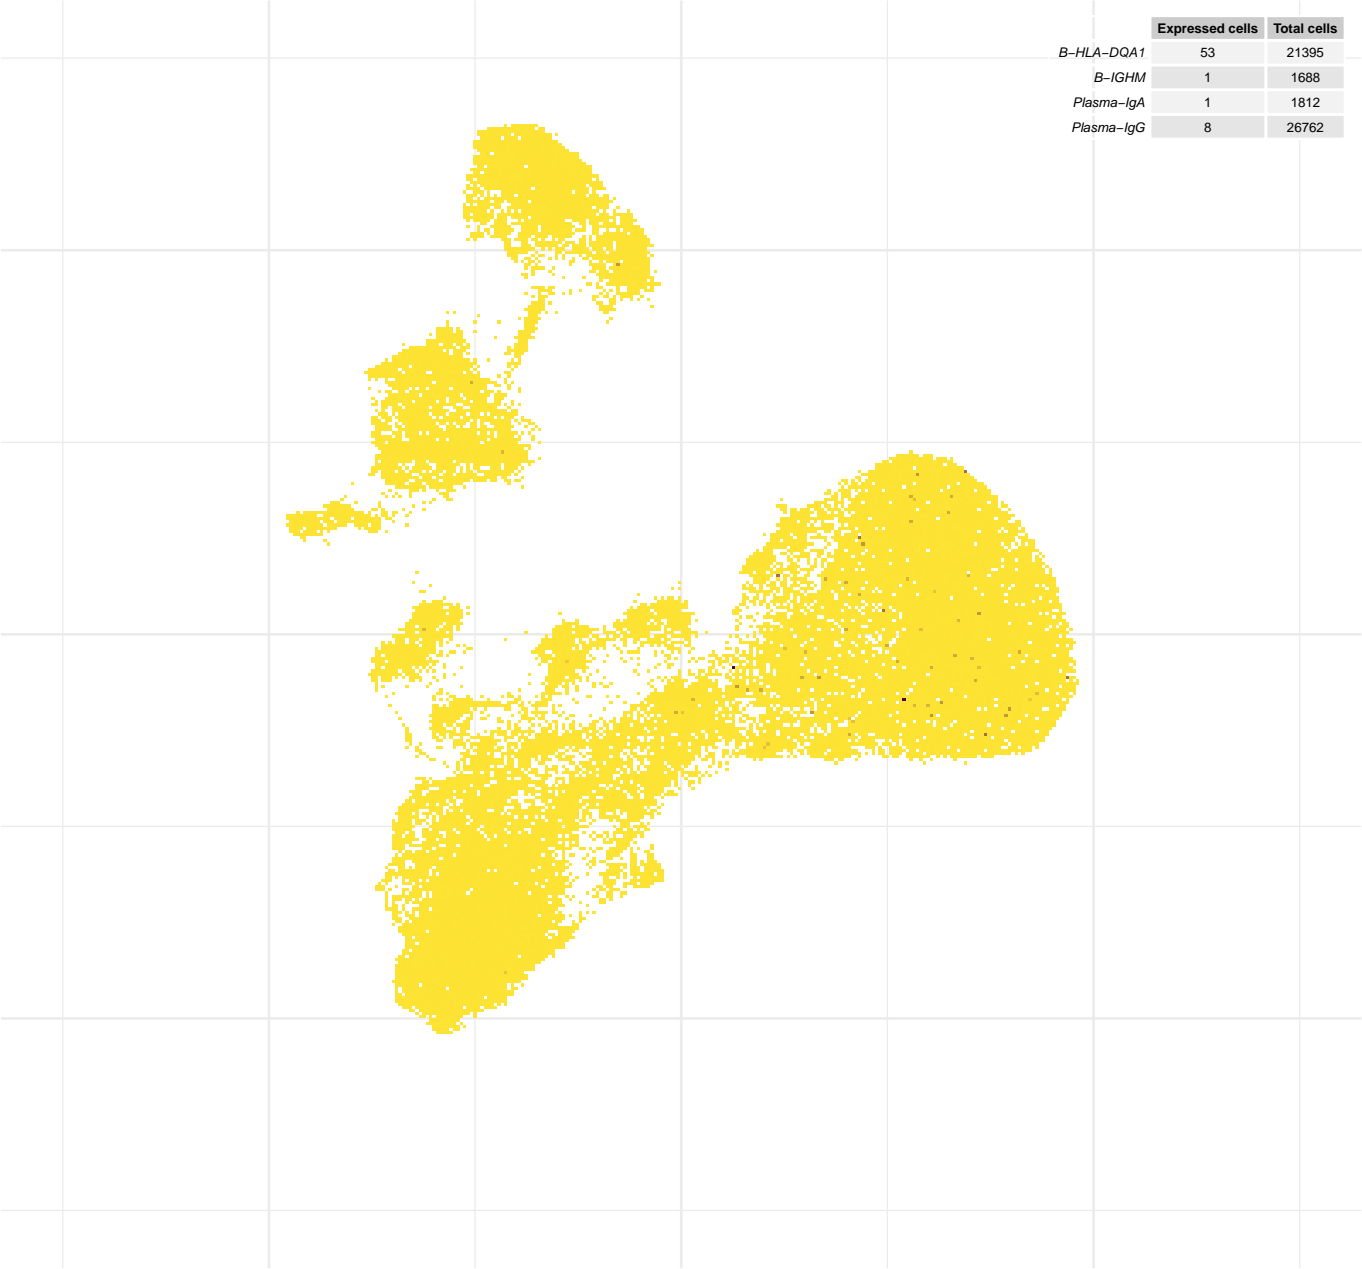 Expressed cells Total cells
B−HLA−DQA1 53 21395
B−IGHM 1 1688
Plasma−IgA 1 1812
Plasma−IgG 8 26762